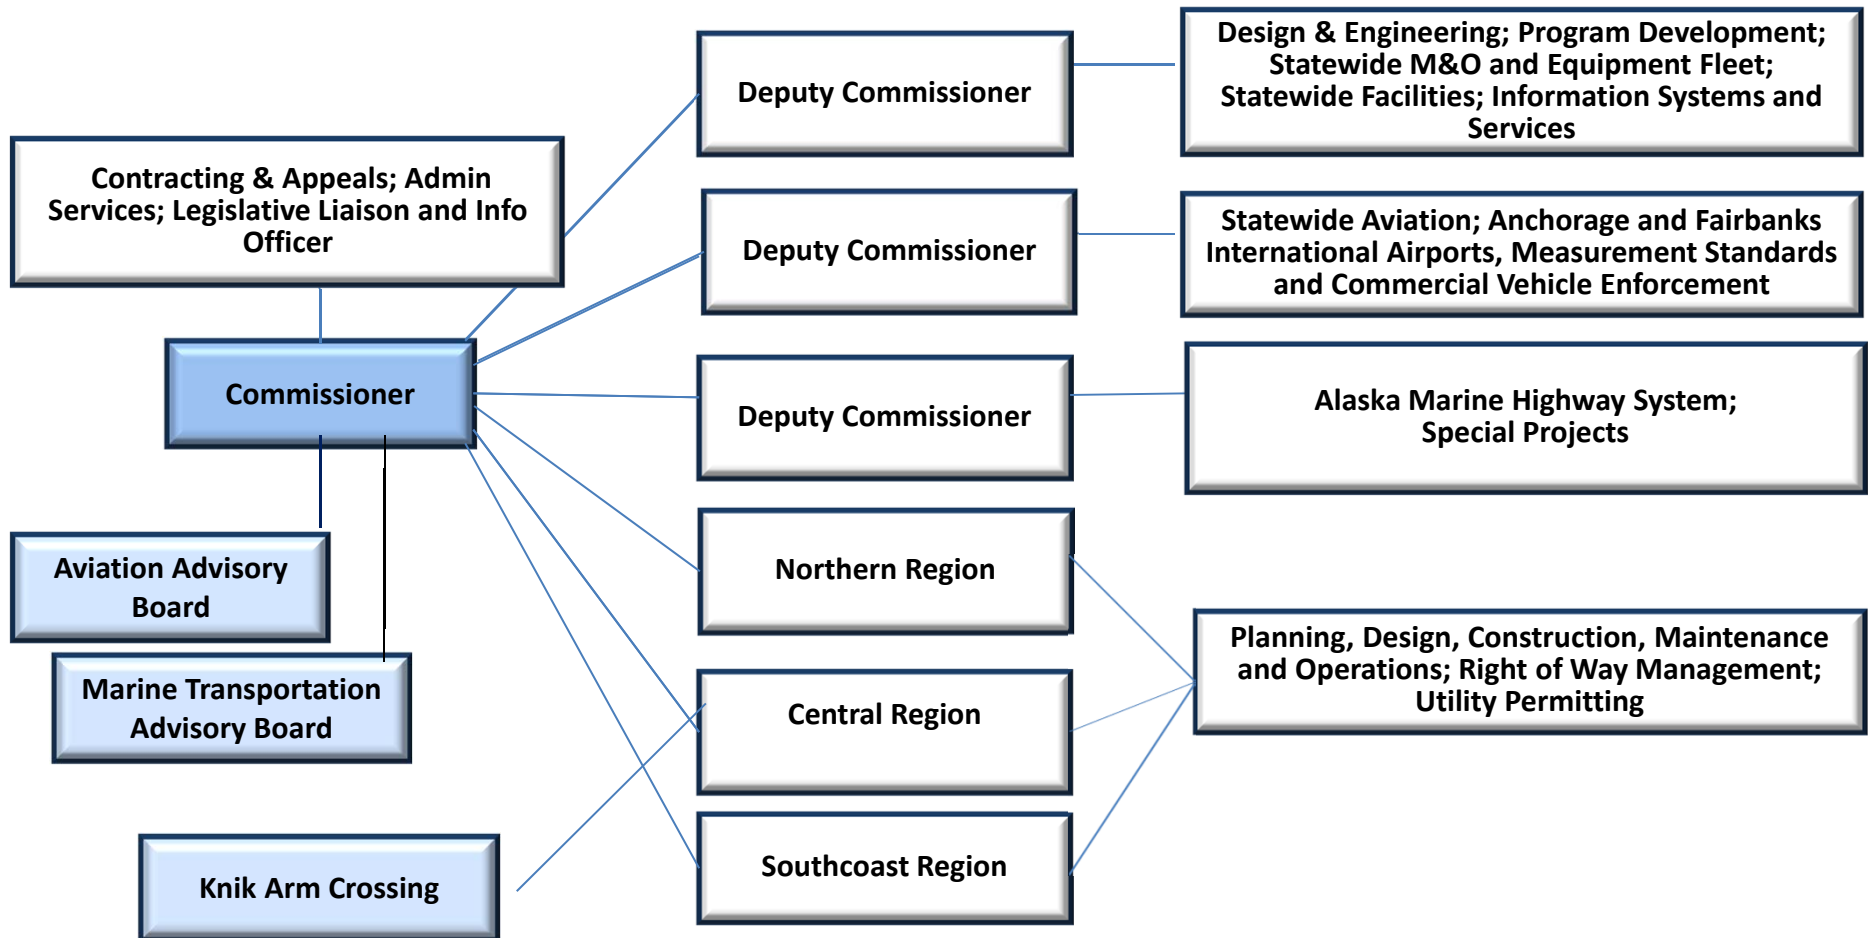 Deputy Commissioner
Design & Engineering; Program Development;
Statewide M&O and Equipment Fleet;
Statewide Facilities; Information Systems and
Services
Contracting & Appeals; Admin
Services; Legislative Liaison and Info
Officer
Deputy Commissioner
Statewide Aviation; Anchorage and Fairbanks
International Airports, Measurement Standards
and Commercial Vehicle Enforcement
Commissioner
Deputy Commissioner
Alaska Marine Highway System;
Special Projects
Aviation Advisory
Board
Northern Region
Marine Transportation
Advisory Board
Central Region
Planning, Design, Construction, Maintenance
and Operations; Right of Way Management;
Utility Permitting
Knik Arm Crossing
Southcoast Region